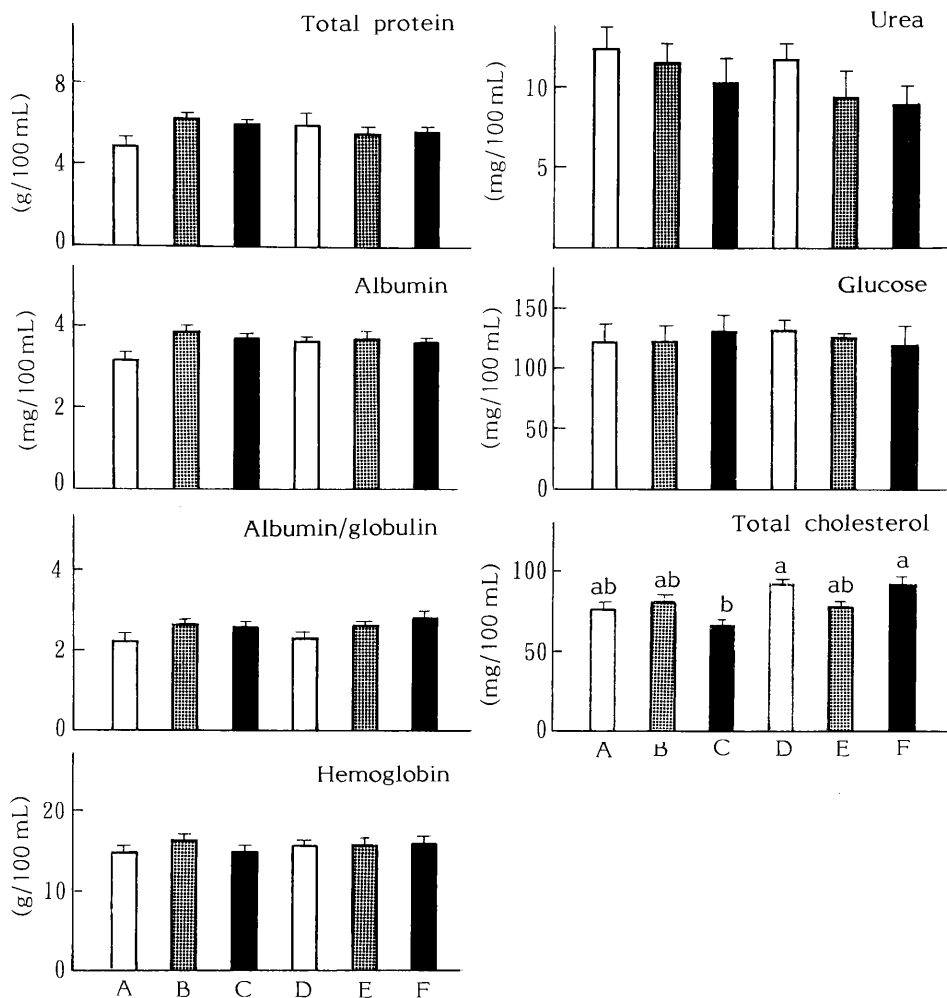 Total protein
(g/100 mL)
8
4
0
Albumin
(mg/100 mL)
4
2
0
Albumin/globulin
4
2
0
Hemoglobin
(g/100 mL)
20
10
0
A B C D E F
Urea
(mg/100 mL)
10
5
Glucose
(mg/100 mL)
150
100
50
0
Total cholesterol
(mg/100 mL)
100
50
0
ab ab b a ab a
A B C D E F